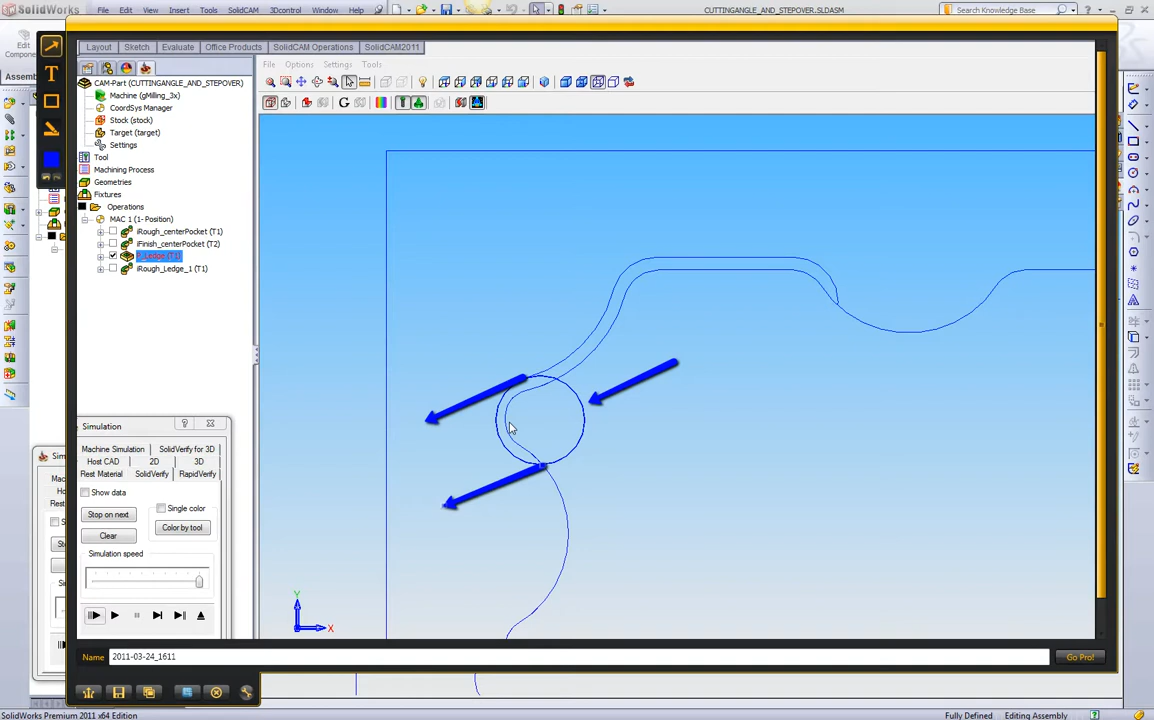 SolidWorks
File Edit View Insert Tools SolidCAM 3Dcontrol Window Help
CUTTINGANGLE_AND_STEPOVER.SLDASM
Search Knowledge Base
Edit
Layout Sketch Evaluate Office Products SolidCAM Operations SolidCAM2011
File Options Settings Tools
CAM-Part (CUTTINGANGLE_AND_STEPOVER)
Machine (gMilling_3x)
CoordSys Manager
Stock (stock)
Target (target)
Settings
Tool
Machining Process
Geometries
Fixtures
Operations
MAC 1 (1- Position)
iRough_centerPocket (T1)
iFinish_centerPocket (T2)
P_Ledge (T1)
iRough_Ledge_1 (T1)
Simulation
Machine Simulation SolidVerify for 3D
Host CAD 2D 3D
Rest Material SolidVerify RapidVerify
Show data
Stop on next
Single color
Clear
Color by tool
Simulation speed
Y
X
Name 2011-03-24_1611 Go Pro!
SolidWorks Premium 2011 x64 Edition Fully Defined Editing Assembly